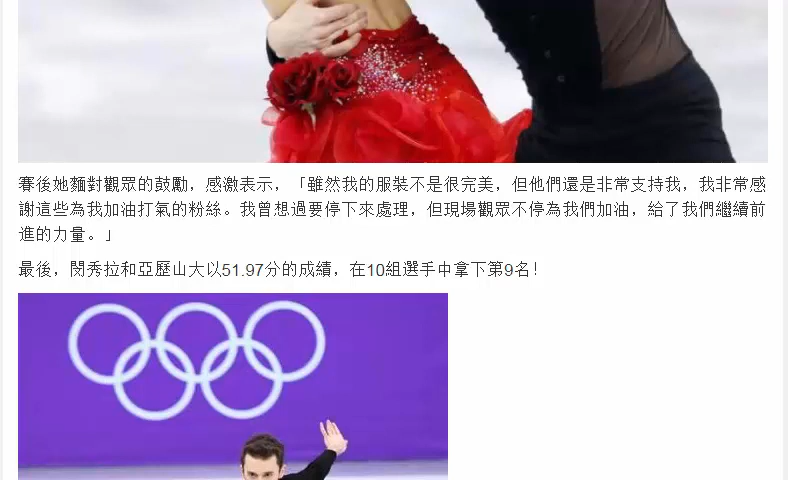 賽後她麵對觀眾的鼓勵，感激表示，「雖然我的服裝不是很完美，但他們還是非常支持我，我非常感
謝這些為我加油打氣的粉絲。我曾想過要停下來處理，但現場觀眾不停為我們加油，給了我們繼續前
進的力量。」
最後，閔秀拉和亞歷山大以51.97分的成績，在10組選手中拿下第9名！